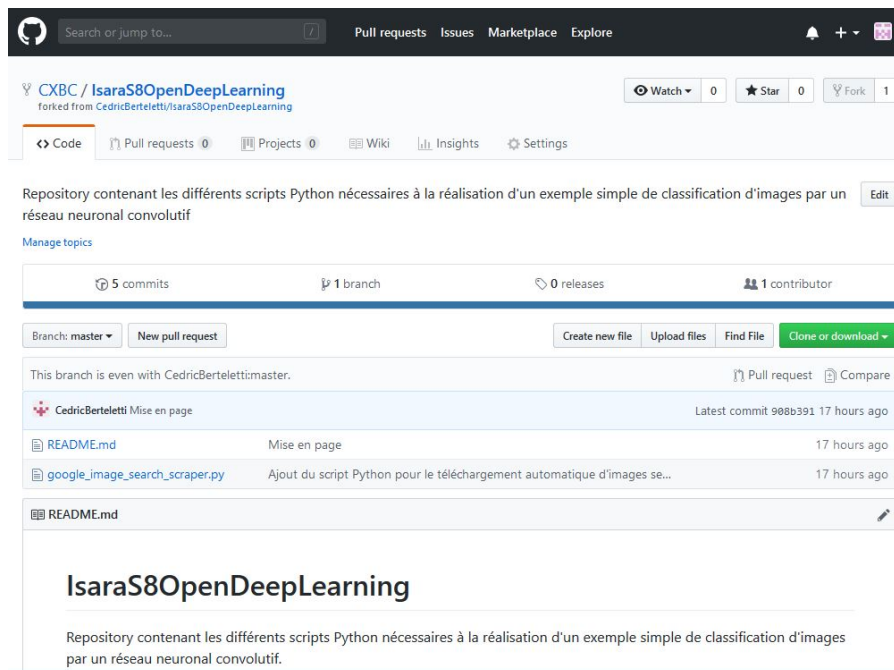 Search or jump to... / Pull requests Issues Marketplace Explore
CXBC / IsaraS8OpenDeepLearning Watch 0 Star 0 Fork 1
forked from CedricBerteletti/IsaraS8OpenDeepLearning
Code Pull requests 0 Projects 0 Wiki Insights Settings
Repository contenant les différents scripts Python nécessaires à la réalisation d'un exemple simple de classification d'images par un Edit
réseau neuronal convolutif
Manage topics
5 commits 1 branch 0 releases 1 contributor
Branch: master New pull request Create new file Upload files Find File Clone or download
This branch is even with CedricBerteletti:master. Pull request Compare
CedricBerteletti Mise en page Latest commit 908b391 17 hours ago
README.md Mise en page 17 hours ago
google_image_search_scraper.py Ajout du script Python pour le téléchargement automatique d'images se... 17 hours ago
README.md
IsaraS8OpenDeepLearning
Repository contenant les différents scripts Python nécessaires à la réalisation d'un exemple simple de classification d'images
par un réseau neuronal convolutif.